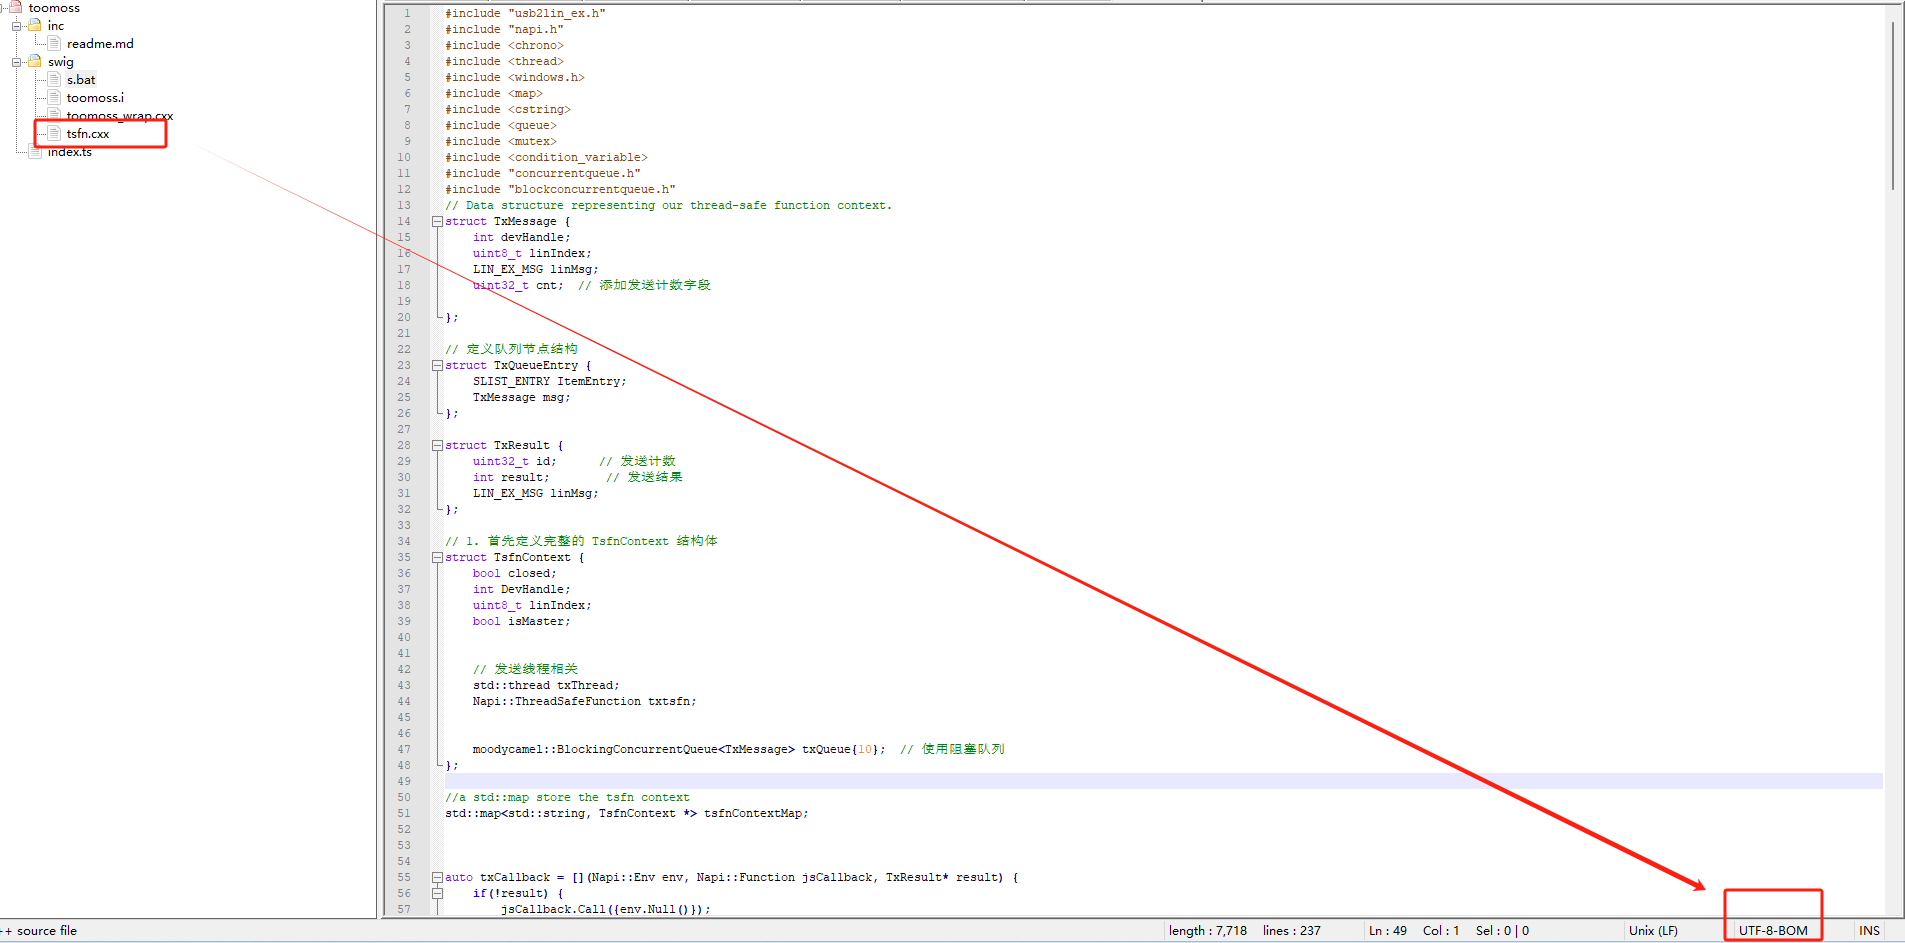 toomoss
inc
readme.md
swig
s.bat
toomoss.i
toomoss_wrap.cxx
tsfn.cxx
index.ts
1 #include "usb2lin_ex.h"
2 #include "napi.h"
3 #include <chrono>
4 #include <thread>
5 #include <windows.h>
6 #include <map>
7 #include <cstring>
8 #include <queue>
9 #include <mutex>
10 #include <condition_variable>
11 #include "concurrentqueue.h"
12 #include "blockconcurrentqueue.h"
13 // Data structure representing our thread-safe function context.
14 struct TxMessage {
15 int devHandle;
16 uint8_t linIndex;
17 LIN_EX_MSG linMsg;
18 uint32_t cnt; // 添加发送计数字段
19
20 };
21
22 // 定义队列节点结构
23 struct TxQueueEntry {
24 SLIST_ENTRY ItemEntry;
25 TxMessage msg;
26 };
27
28 struct TxResult {
29 uint32_t id; // 发送计数
30 int result; // 发送结果
31 LIN_EX_MSG linMsg;
32 };
33
34 // 1. 首先定义完整的 TsfnContext 结构体
35 struct TsfnContext {
36 bool closed;
37 int DevHandle;
38 uint8_t linIndex;
39 bool isMaster;
40
41
42 // 发送线程相关
43 std::thread txThread;
44 Napi::ThreadSafeFunction txtsfn;
45
46
47 moodycamel::BlockingConcurrentQueue<TxMessage> txQueue{10}; // 使用阻塞队列
48 };
49
50 //a std::map store the tsfn context
51 std::map<std::string, TsfnContext *> tsfnContextMap;
52
53
54
55 auto txCallback = [](Napi::Env env, Napi::Function jsCallback, TxResult* result) {
56 if(!result) {
57 jsCallback.Call({env.Null()});
++ source file length : 7,718 lines : 237 Ln : 49 Col : 1 Sel : 0 | 0 Unix (LF) UTF-8-BOM INS